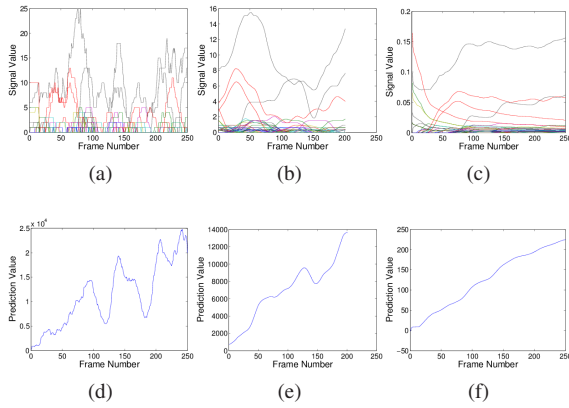 25
20
15
10
5
0
0 50 100 150 200 250
Signal Value
Frame Number
(a)
16
14
12
10
8
6
4
2
0
0 50 100 150 200 250
Signal Value
Frame Number
(b)
0.2
0.15
0.1
0.05
0
0 50 100 150 200 250
Signal Value
Frame Number
(c)
2.5 x 10^4
2
1.5
1
0.5
0
0 50 100 150 200 250
Prediction Value
Frame Number
(d)
14000
12000
10000
8000
6000
4000
2000
0
0 50 100 150 200 250
Prediction Value
Frame Number
(e)
250
200
150
100
50
0
-50
0 50 100 150 200 250
Prediction Value
Frame Number
(f)